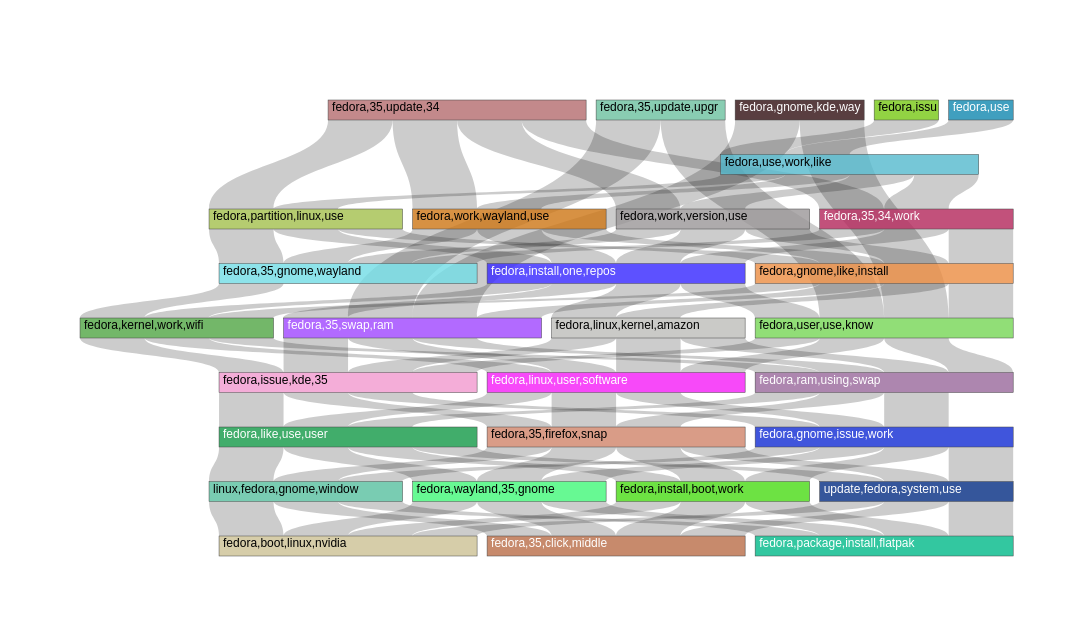 fedora,35,update,34
fedora,35,update,upgr
fedora,gnome,kde,way
fedora,issu
fedora,use
fedora,use,work,like
fedora,partition,linux,use
fedora,work,wayland,use
fedora,work,version,use
fedora,35,34,work
fedora,35,gnome,wayland
fedora,install,one,repos
fedora,gnome,like,install
fedora,kernel,work,wifi
fedora,35,swap,ram
fedora,linux,kernel,amazon
fedora,user,use,know
fedora,issue,kde,35
fedora,linux,user,software
fedora,ram,using,swap
fedora,like,use,user
fedora,35,firefox,snap
fedora,gnome,issue,work
linux,fedora,gnome,window
fedora,wayland,35,gnome
fedora,install,boot,work
update,fedora,system,use
fedora,boot,linux,nvidia
fedora,35,click,middle
fedora,package,install,flatpak